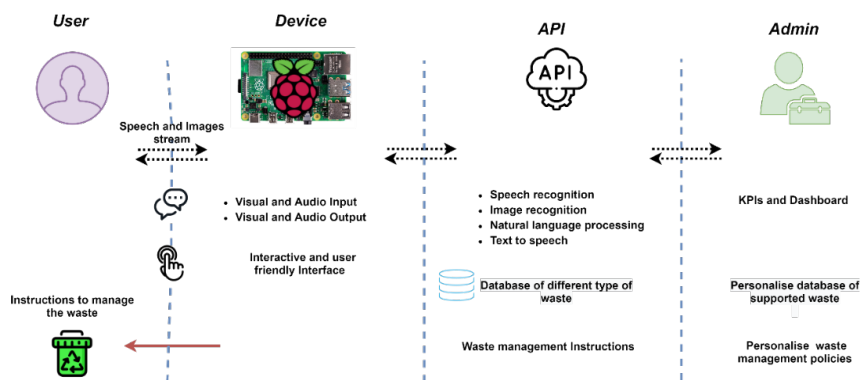 User
Device
API
Admin
API
Speech and Images
stream
• Visual and Audio Input
• Visual and Audio Output
• Speech recognition
• Image recognition
• Natural language processing
• Text to speech
KPIs and Dashboard
Interactive and user
friendly Interface
Instructions to manage
the waste
Database of different type of
waste
Personalise database of
supported waste
Waste management Instructions
Personalise waste
management policies